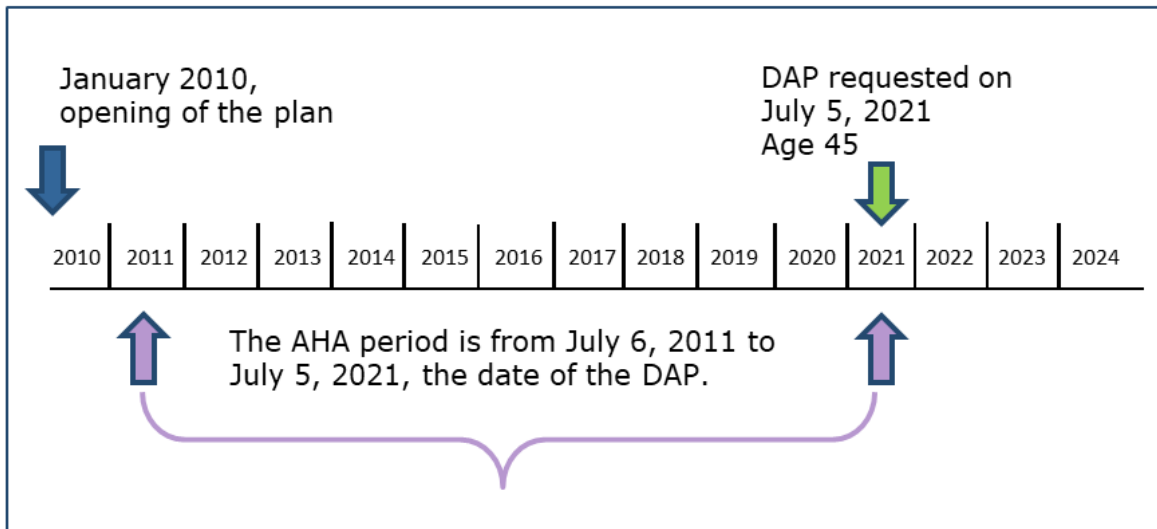 January 2010,
opening of the plan
DAP requested on
July 5, 2021
Age 45
2010 2011 2012 2013 2014 2015 2016 2017 2018 2019 2020 2021 2022 2023 2024
The AHA period is from July 6, 2011 to
July 5, 2021, the date of the DAP.